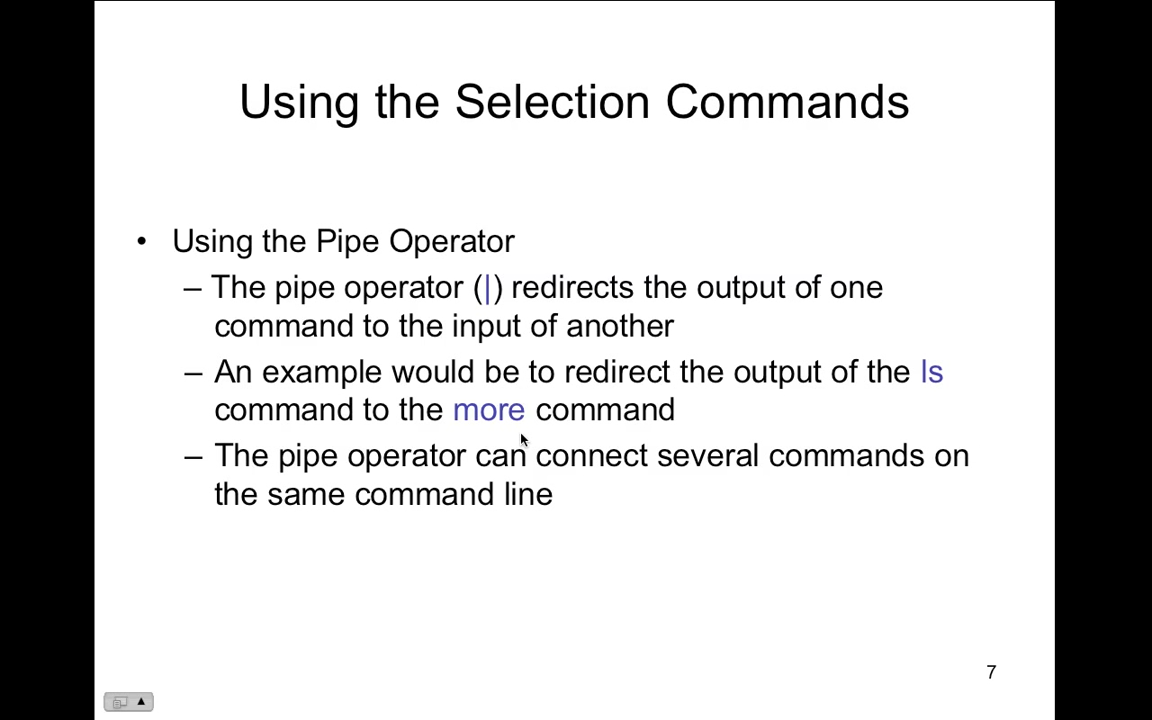 Using the Selection Commands
• Using the Pipe Operator
– The pipe operator (|) redirects the output of one
command to the input of another
– An example would be to redirect the output of the ls
command to the more command
– The pipe operator can connect several commands on
the same command line
7